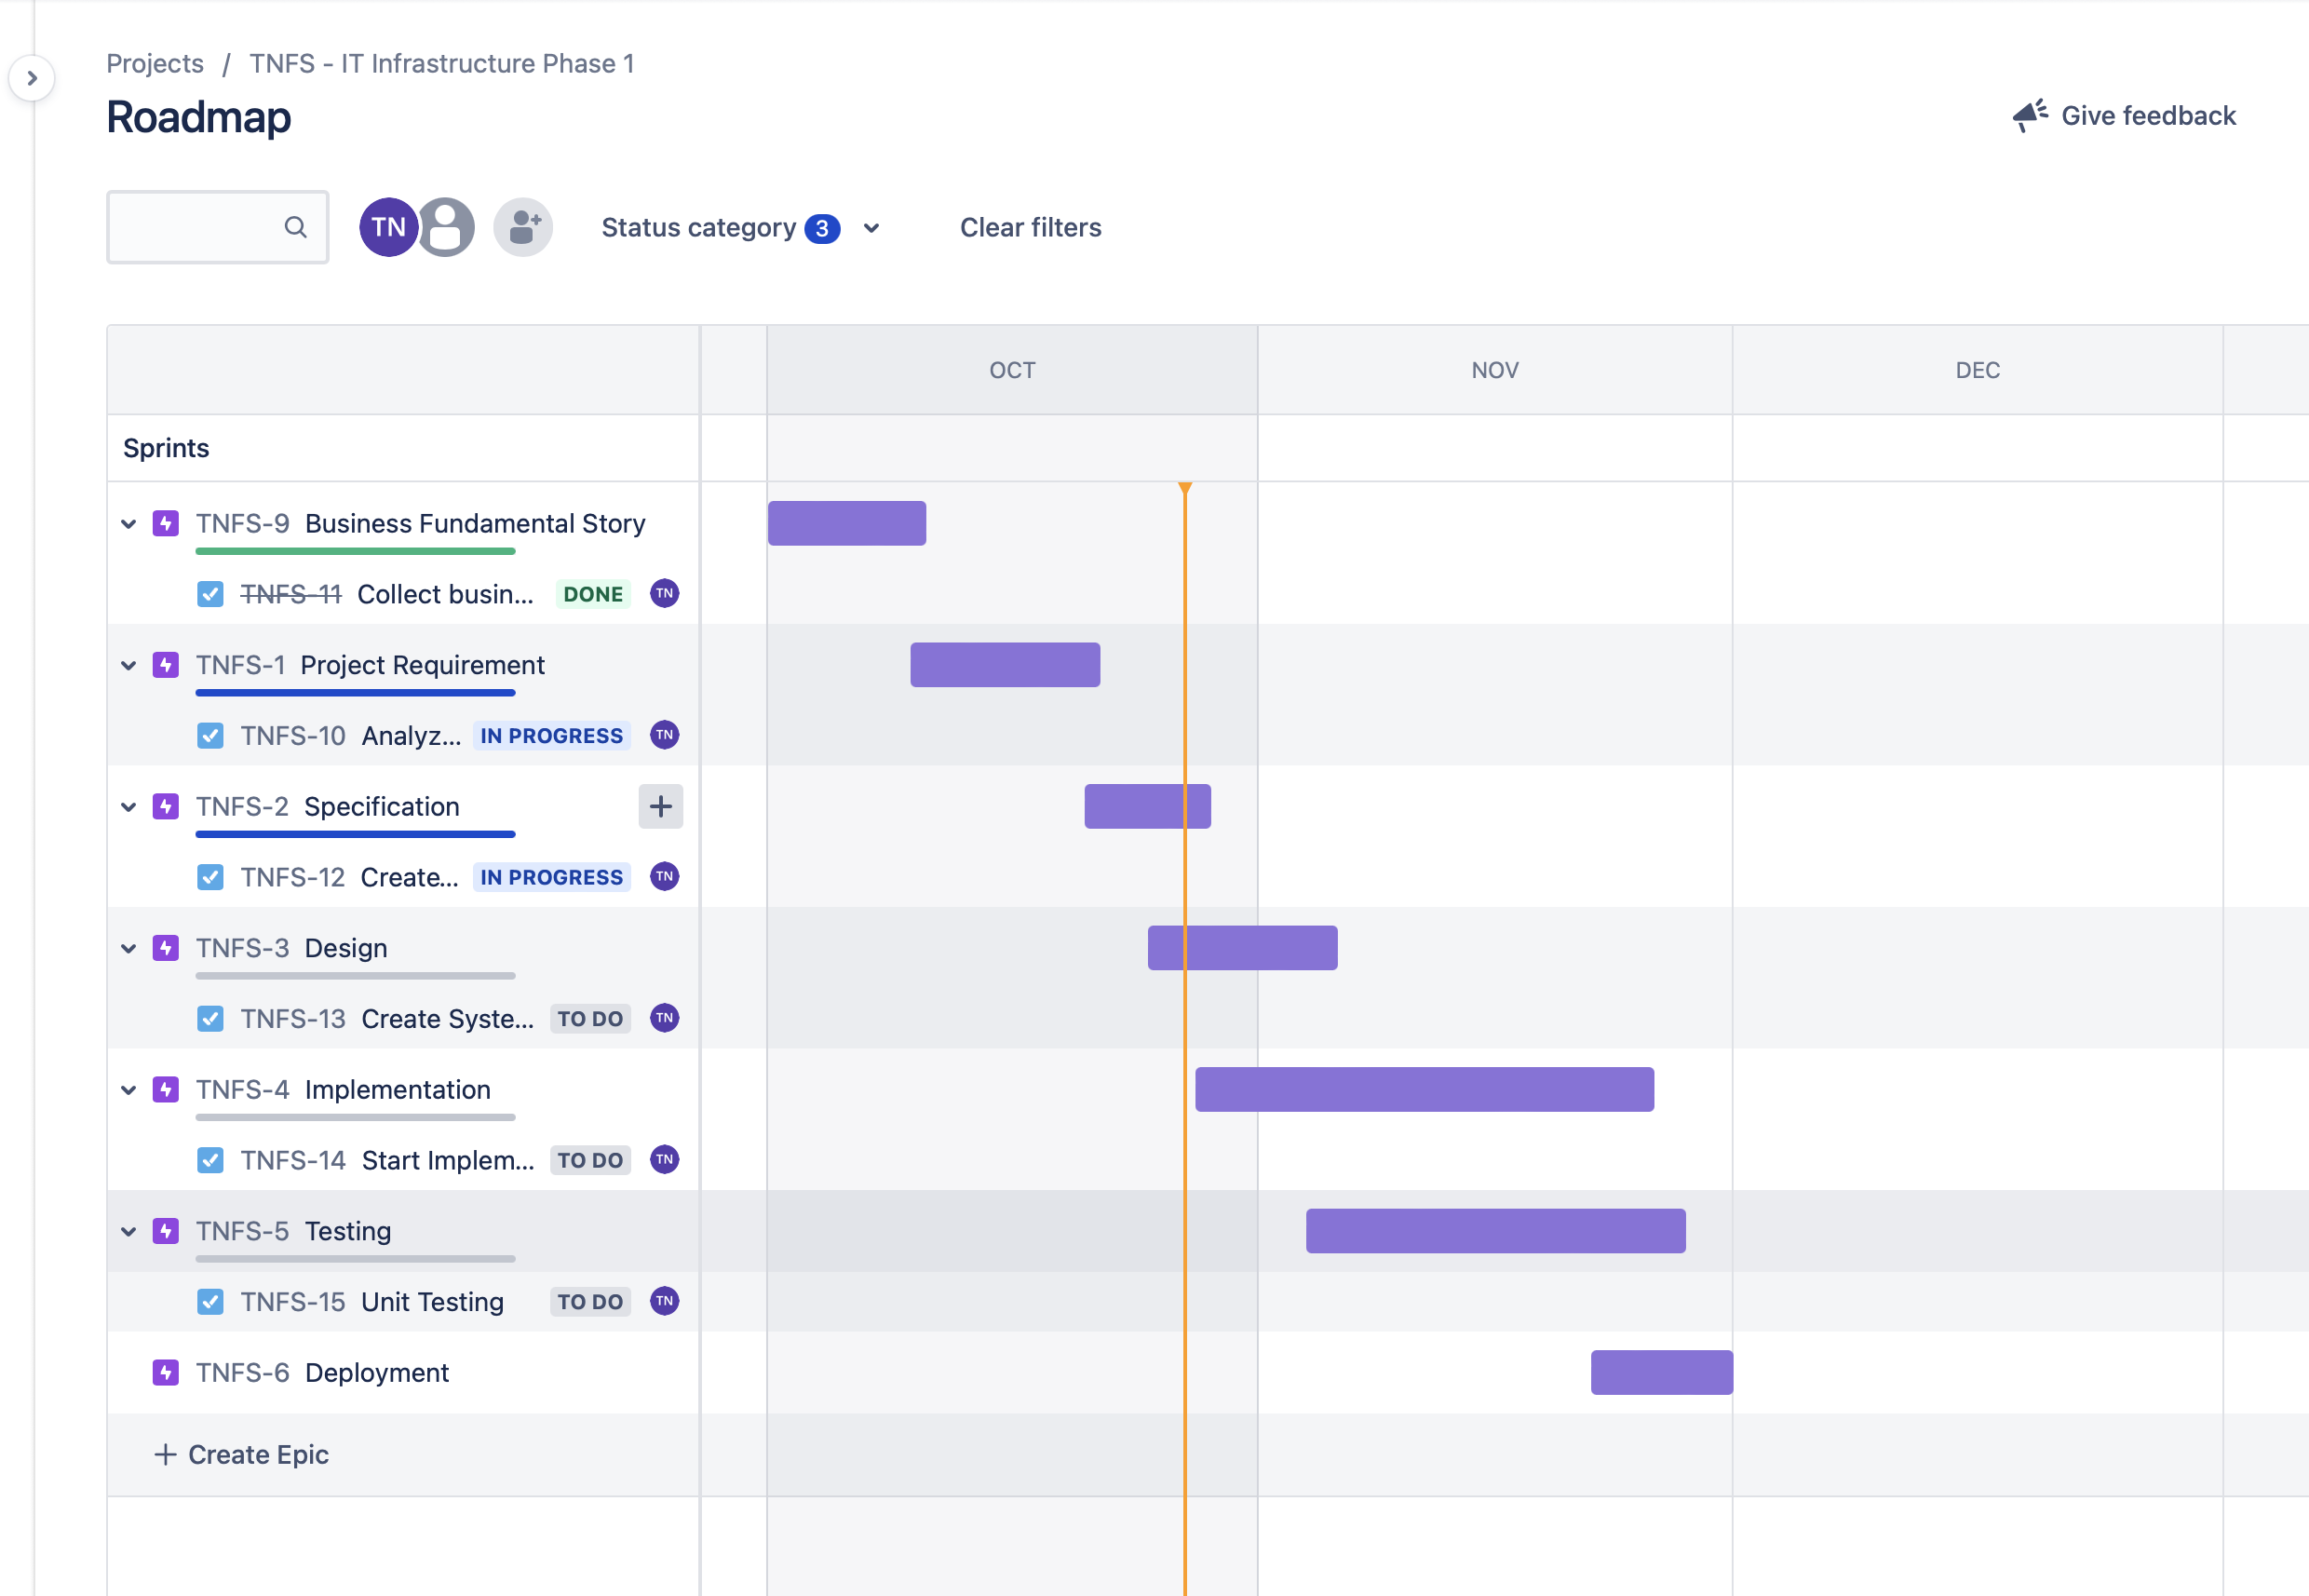 Projects / TNFS - IT Infrastructure Phase 1
Roadmap
Give feedback
TN
Status category 3
Clear filters
OCT NOV DEC
Sprints
TNFS-9 Business Fundamental Story
TNFS-11 Collect busin... DONE TN
TNFS-1 Project Requirement
TNFS-10 Analyz... IN PROGRESS TN
TNFS-2 Specification
TNFS-12 Create... IN PROGRESS TN
TNFS-3 Design
TNFS-13 Create Syste... TO DO TN
TNFS-4 Implementation
TNFS-14 Start Implem... TO DO TN
TNFS-5 Testing
TNFS-15 Unit Testing TO DO TN
TNFS-6 Deployment
+ Create Epic